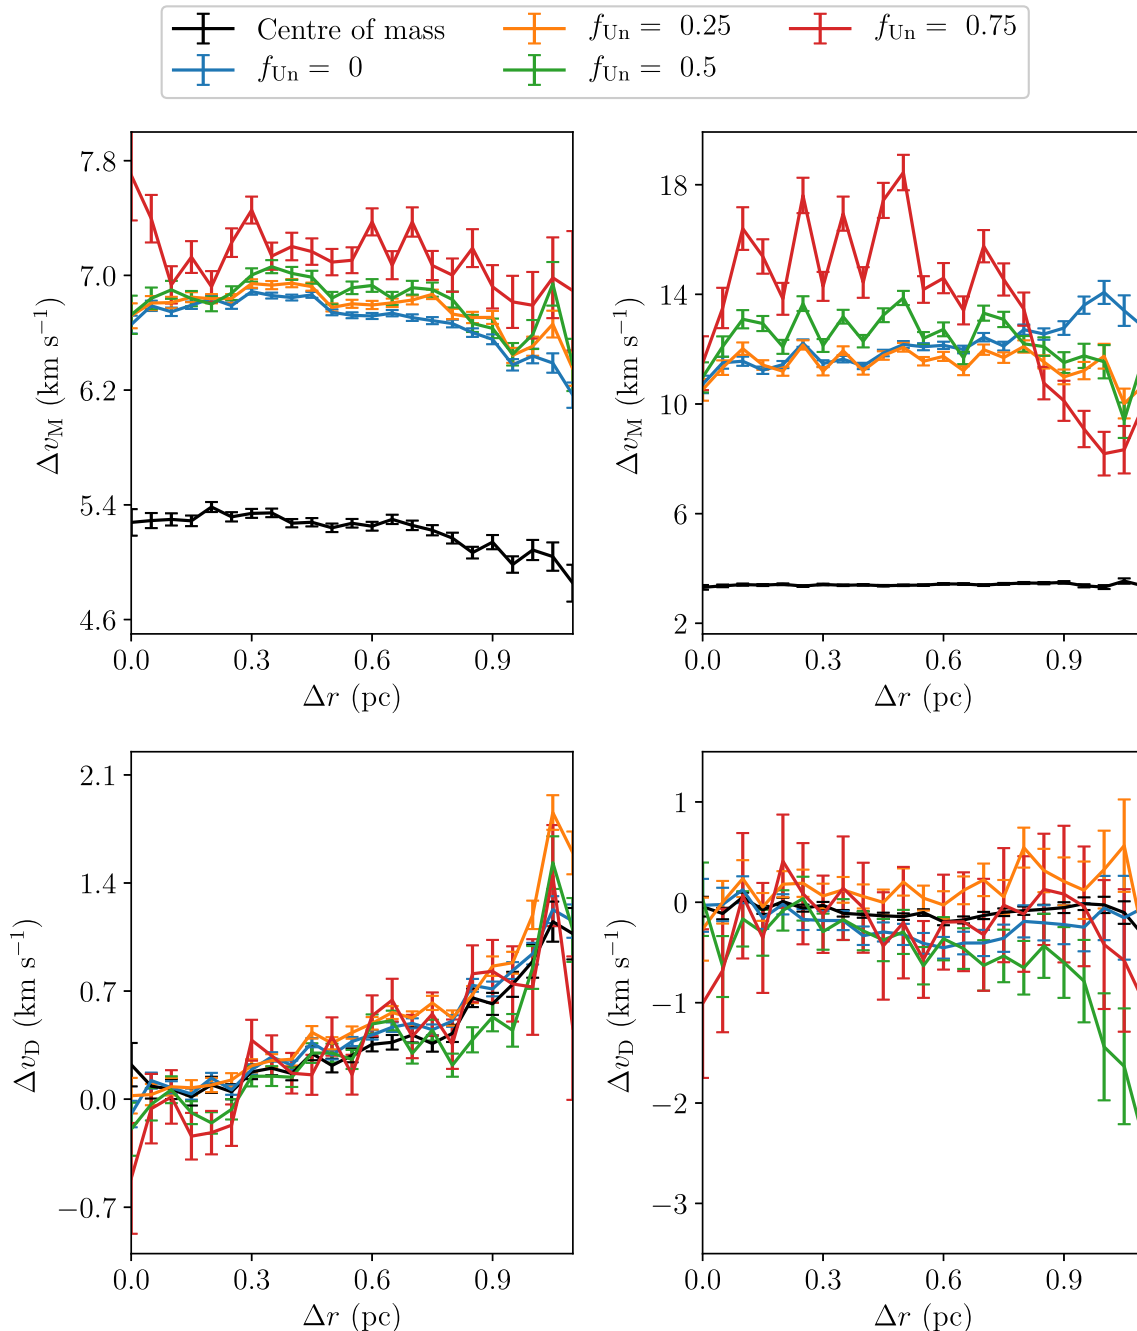 Centre of mass f_Un = 0.25 f_Un = 0.75
f_Un = 0 f_Un = 0.5
7.8
7.0
6.2
5.4
4.6
Δv_M (km s⁻¹)
0.0 0.3 0.6 0.9
Δr (pc)
18
14
10
6
2
Δv_M (km s⁻¹)
0.0 0.3 0.6 0.9
Δr (pc)
2.1
1.4
0.7
0.0
−0.7
Δv_D (km s⁻¹)
0.0 0.3 0.6 0.9
Δr (pc)
1
0
−1
−2
−3
Δv_D (km s⁻¹)
0.0 0.3 0.6 0.9
Δr (pc)